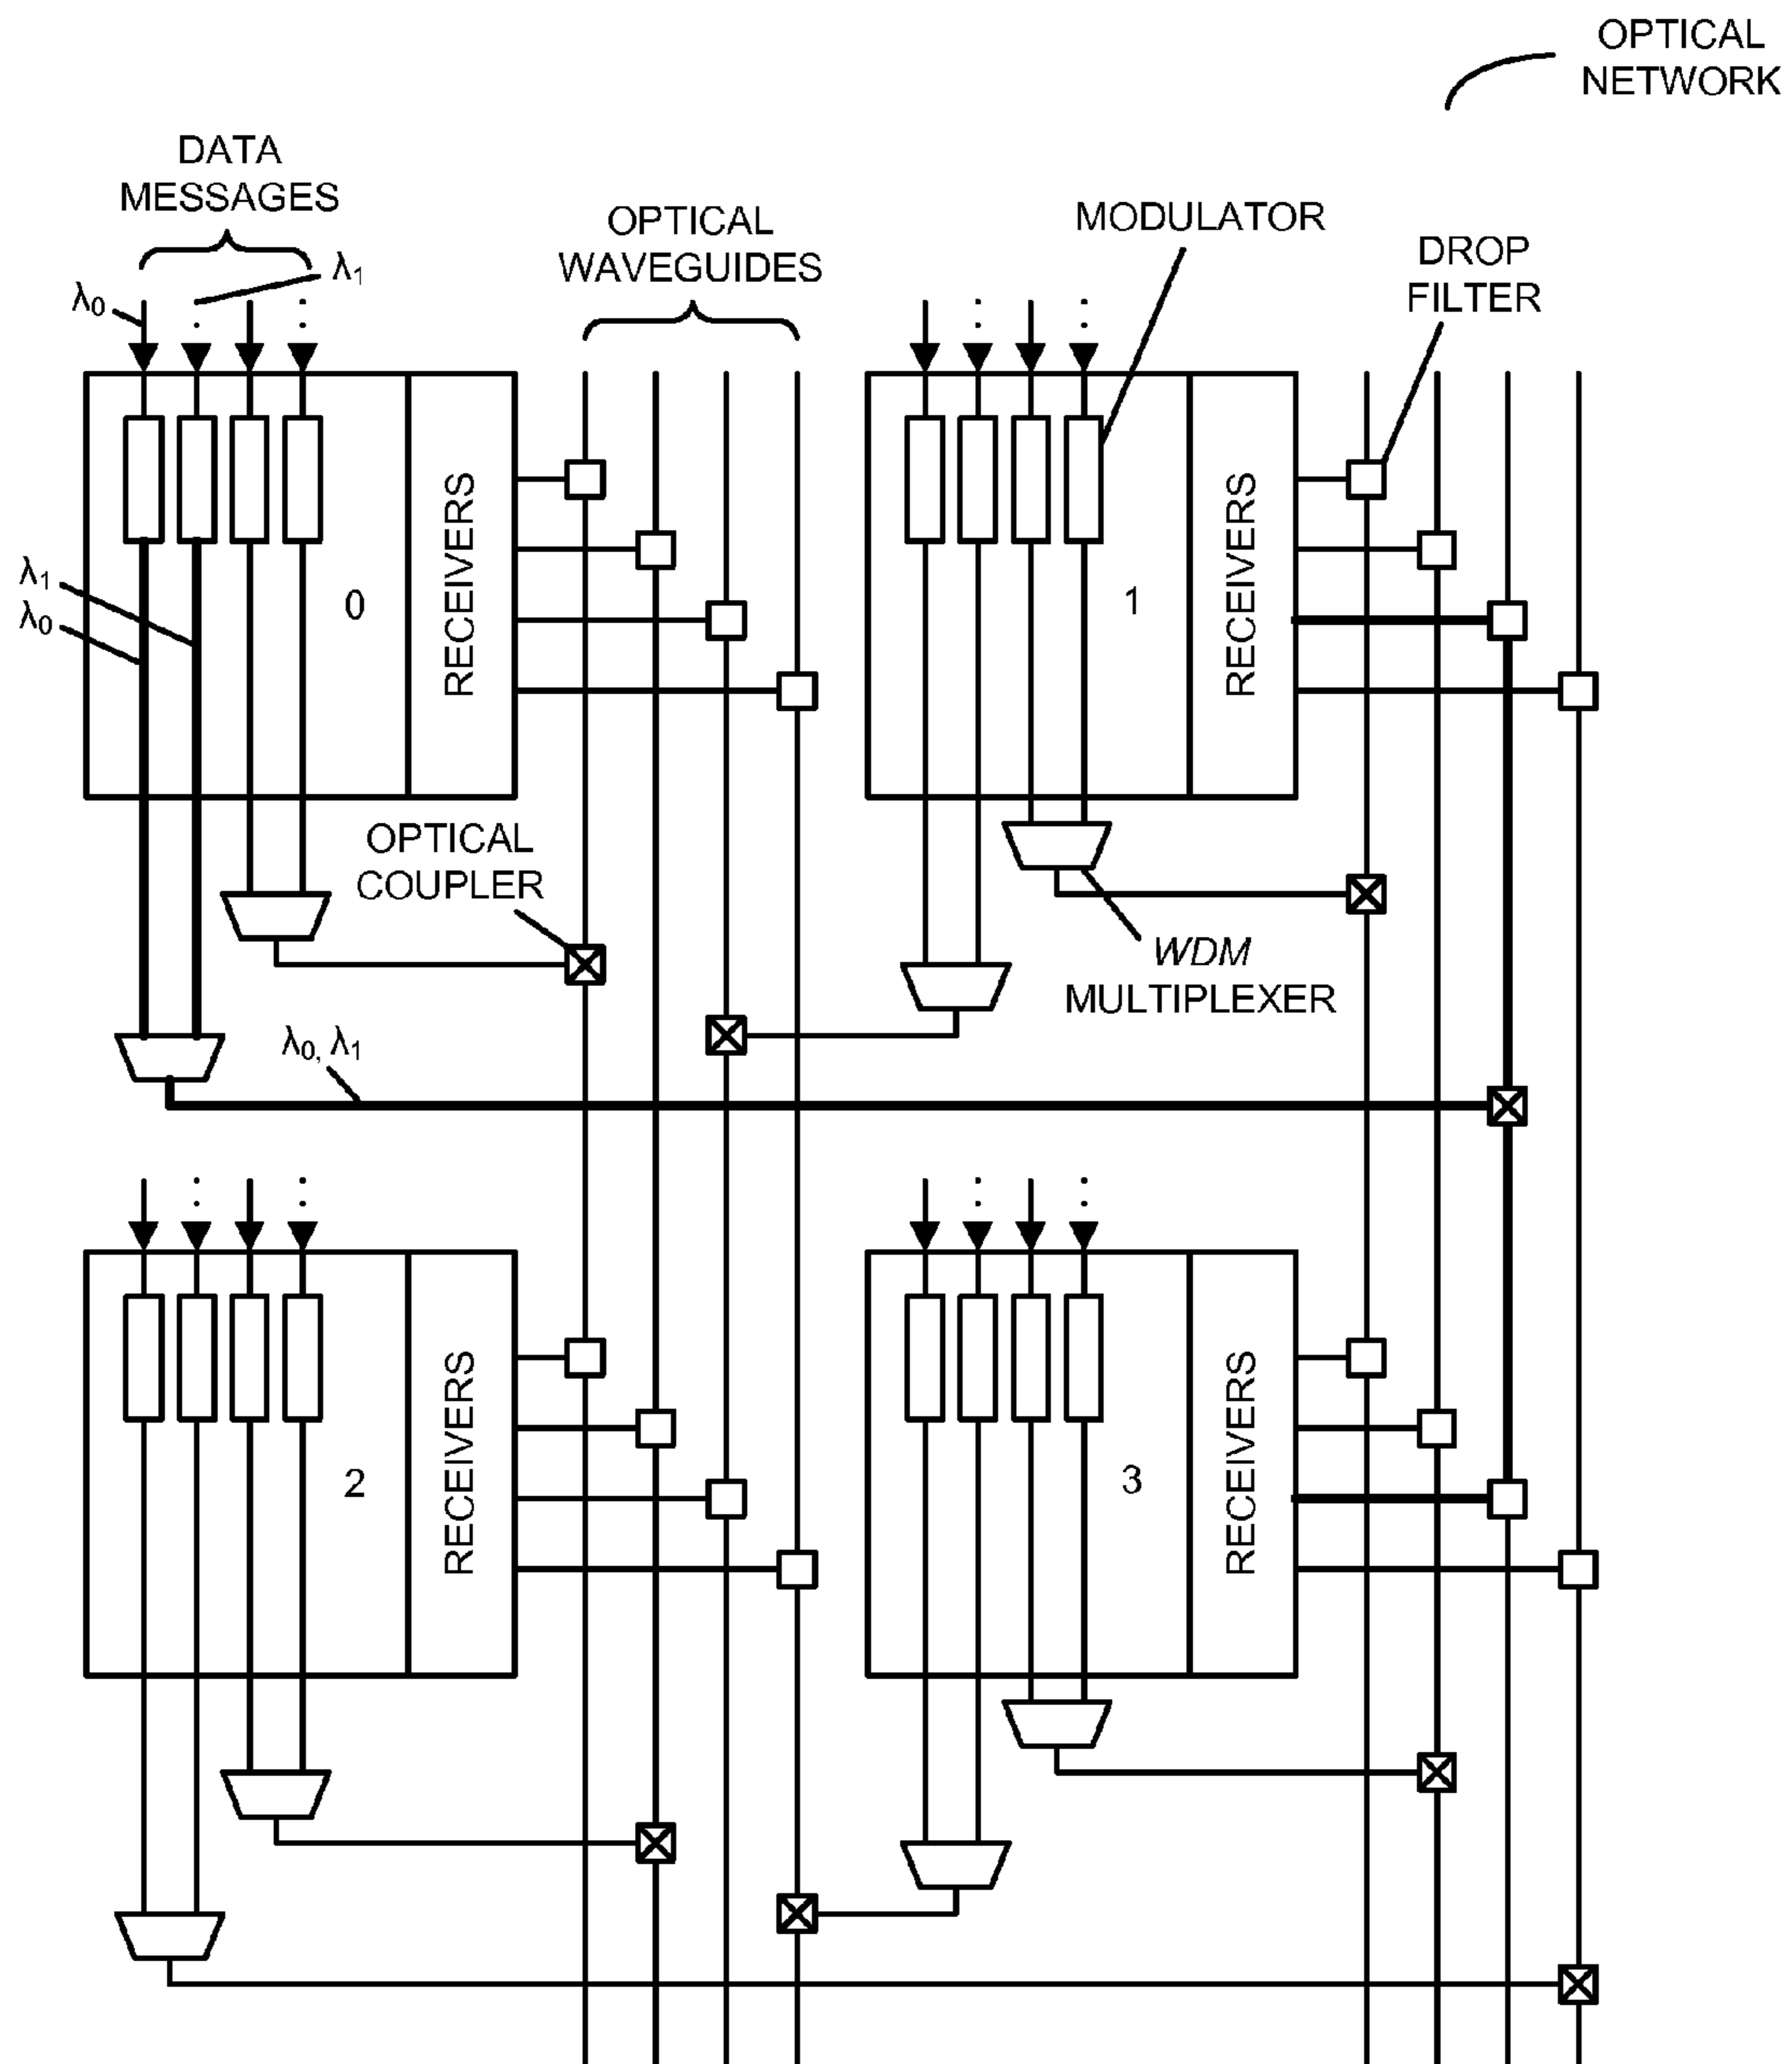 OPTICAL
NETWORK
DATA
MESSAGES
λ0
λ1
OPTICAL
WAVEGUIDES
MODULATOR
DROP
FILTER
λ1
λ0
0
RECEIVERS
1
RECEIVERS
OPTICAL
COUPLER
WDM
MULTIPLEXER
λ0, λ1
2
RECEIVERS
3
RECEIVERS